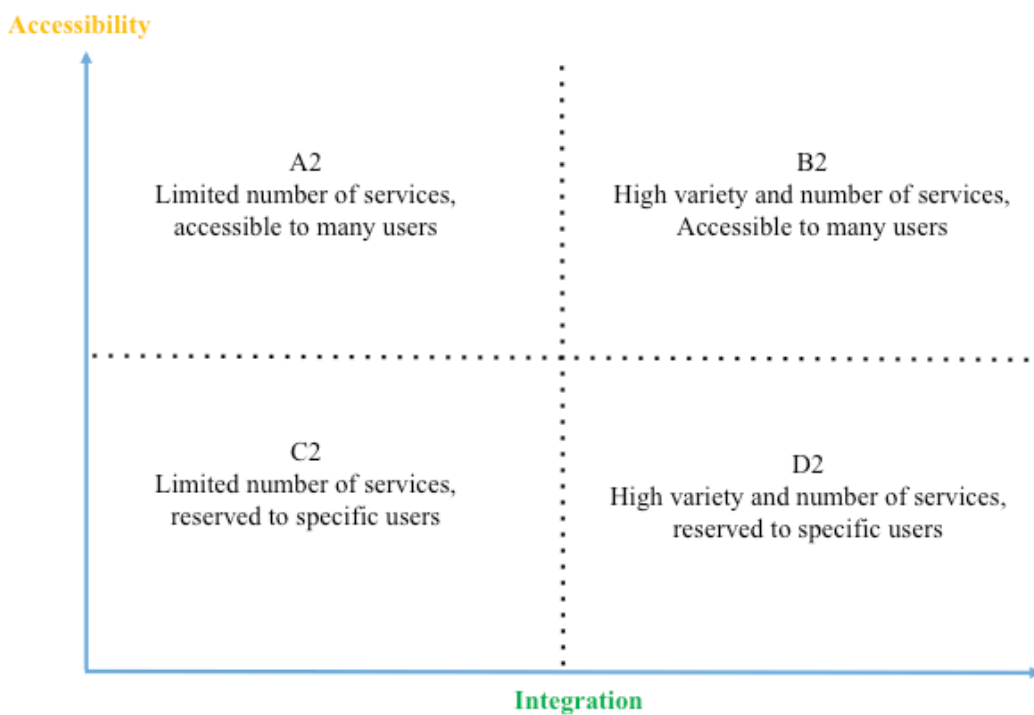 Accessibility
A2
Limited number of services,
accessible to many users
B2
High variety and number of services,
Accessible to many users
C2
Limited number of services,
reserved to specific users
D2
High variety and number of services,
reserved to specific users
Integration